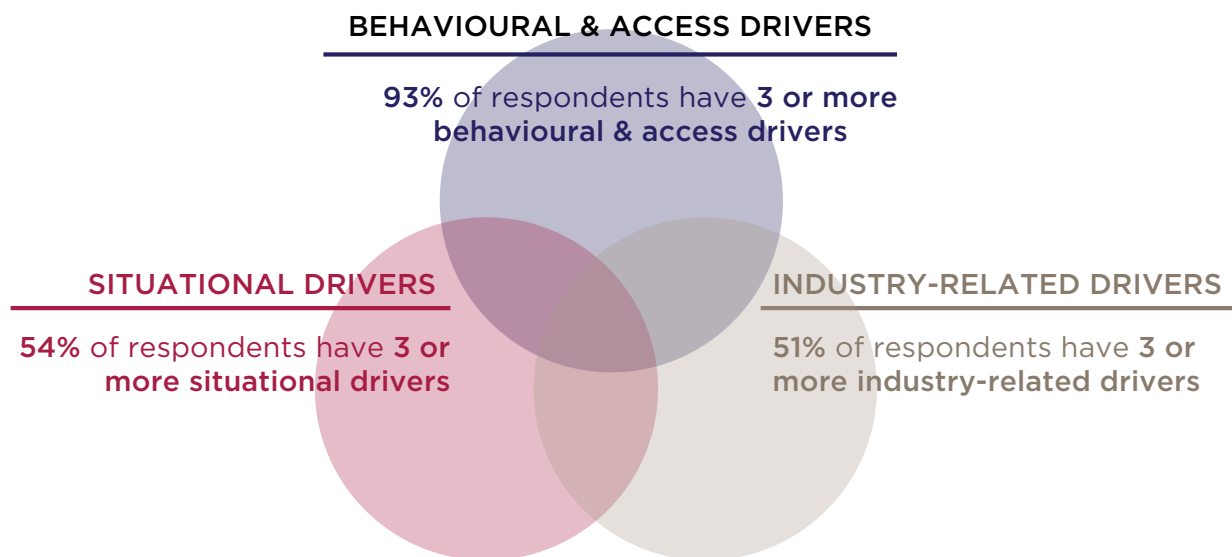 BEHAVIOURAL & ACCESS DRIVERS
93% of respondents have 3 or more
behavioural & access drivers
SITUATIONAL DRIVERS
54% of respondents have 3 or
more situational drivers
INDUSTRY-RELATED DRIVERS
51% of respondents have 3 or
more industry-related drivers